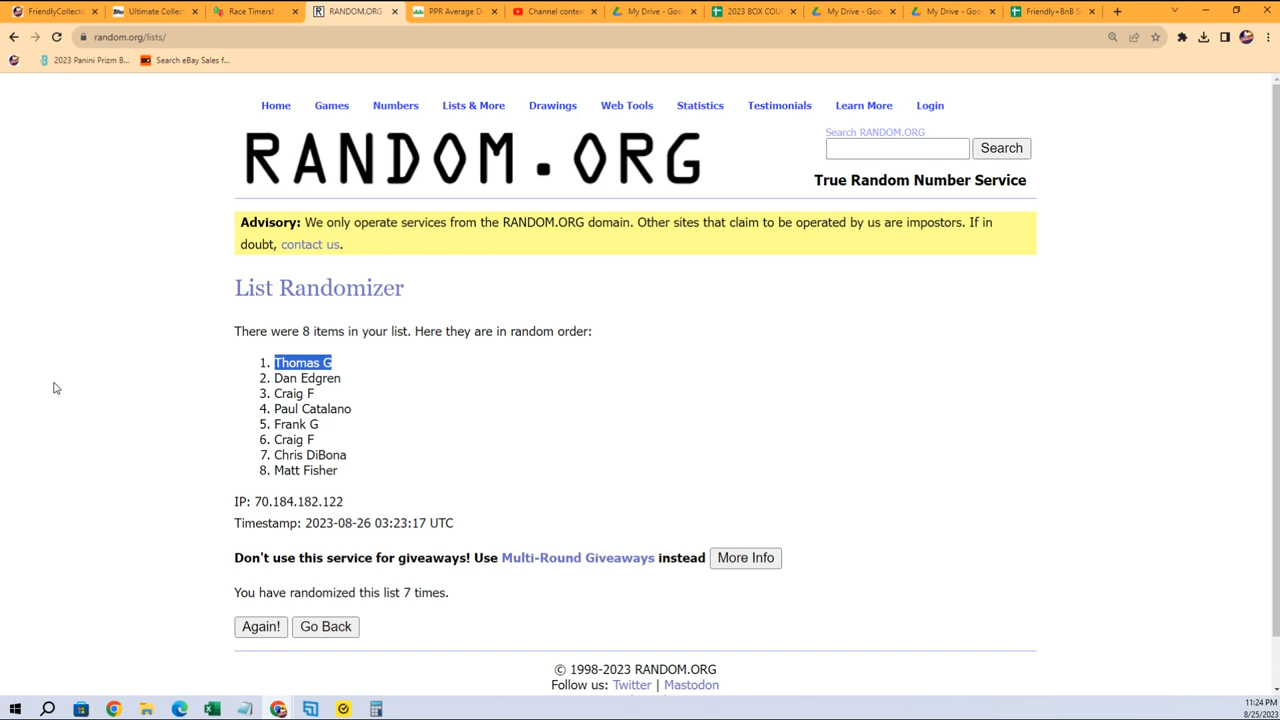 FriendlyCollecti
Ultimate Collect
Race Timers!
RANDOM.ORG
PPR Average D
Channel conten
My Drive - Goo
2023 BOX COU
My Drive - Goo
My Drive - Goo
Friendly+BnB S
random.org/lists/
2023 Panini Prizm B...
Search eBay Sales f...
Home Games Numbers Lists & More Drawings Web Tools Statistics Testimonials Learn More Login
RANDOM.ORG
Search RANDOM.ORG
Search
True Random Number Service
Advisory: We only operate services from the RANDOM.ORG domain. Other sites that claim to be operated by us are impostors. If in
doubt, contact us.
List Randomizer
There were 8 items in your list. Here they are in random order:
1. Thomas G
2. Dan Edgren
3. Craig F
4. Paul Catalano
5. Frank G
6. Craig F
7. Chris DiBona
8. Matt Fisher
IP: 70.184.182.122
Timestamp: 2023-08-26 03:23:17 UTC
Don't use this service for giveaways! Use Multi-Round Giveaways instead More Info
You have randomized this list 7 times.
Again! Go Back
© 1998-2023 RANDOM.ORG
Follow us: Twitter | Mastodon
11:24 PM
8/25/2023